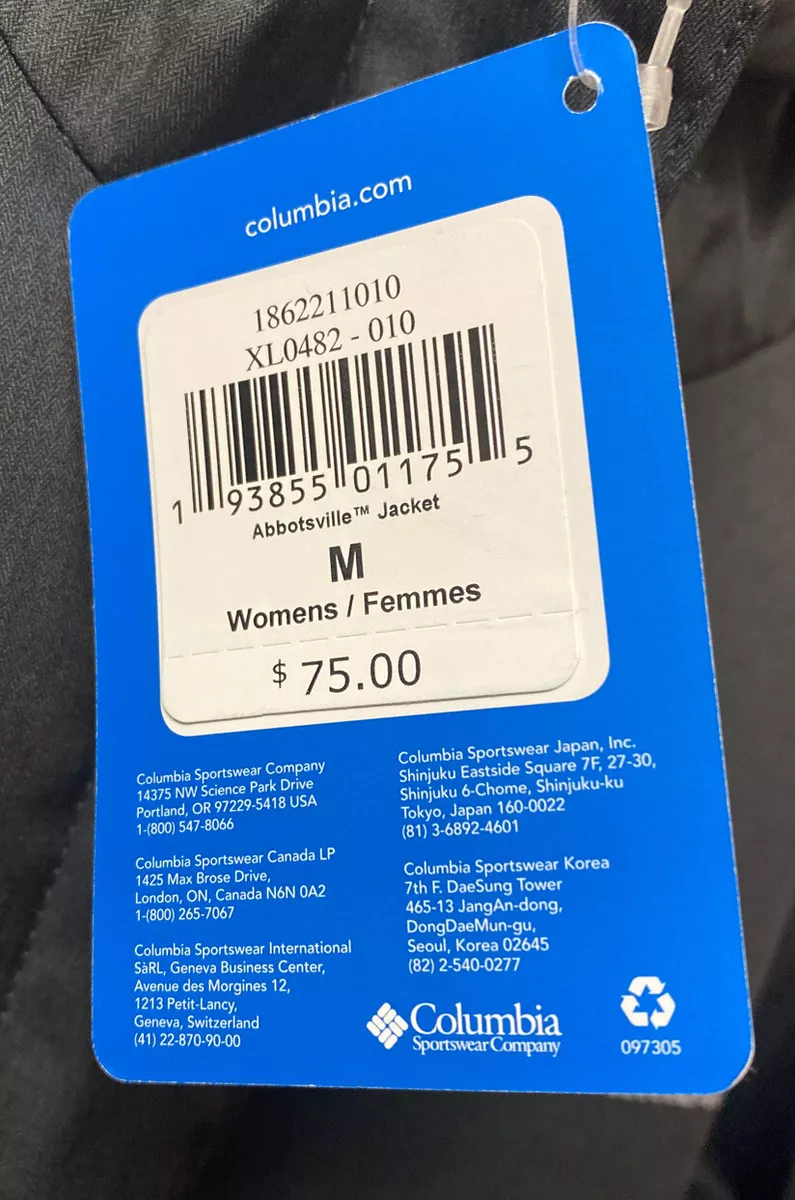 columbia.com
1862211010
XL0482 - 010
1 93855 01175 5
Abbotsville™ Jacket
M
Womens / Femmes
$ 75.00
Columbia Sportswear Company
14375 NW Science Park Drive
Portland, OR 97229-5418 USA
1-(800) 547-8066
Columbia Sportswear Canada LP
1425 Max Brose Drive,
London, ON, Canada N6N 0A2
1-(800) 265-7067
Columbia Sportswear International
SàRL, Geneva Business Center,
Avenue des Morgines 12,
1213 Petit-Lancy,
Geneva, Switzerland
(41) 22-870-90-00
Columbia Sportswear Japan, Inc.
Shinjuku Eastside Square 7F, 27-30,
Shinjuku 6-Chome, Shinjuku-ku
Tokyo, Japan 160-0022
(81) 3-6892-4601
Columbia Sportswear Korea
7th F. DaeSung Tower
465-13 JangAn-dong,
DongDaeMun-gu,
Seoul, Korea 02645
(82) 2-540-0277
Columbia
Sportswear Company
097305